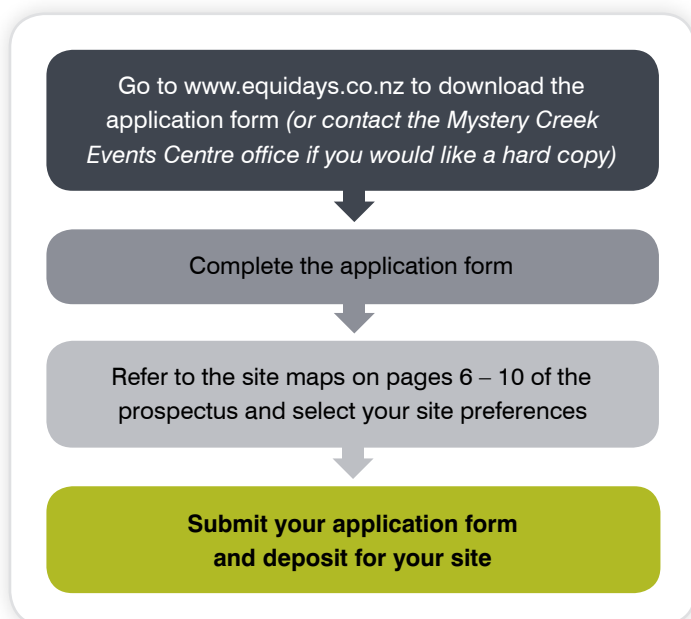 Go to www.equidays.co.nz to download the
application form (or contact the Mystery Creek
Events Centre office if you would like a hard copy)
Complete the application form
Refer to the site maps on pages 6 – 10 of the
prospectus and select your site preferences
Submit your application form
and deposit for your site